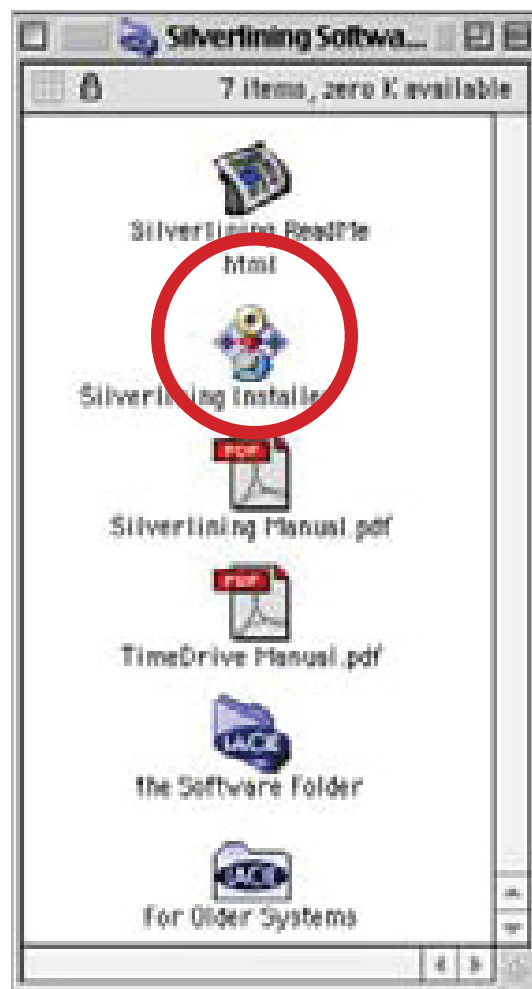 Silverlining Softwa...
7 items, zero K available
Silverlining ReadMe
html
Silverlining Installer
PDF
Silverlining Manual.pdf
PDF
TimeDrive Manual.pdf
LACIE
the Software Folder
LACIE
For Older Systems